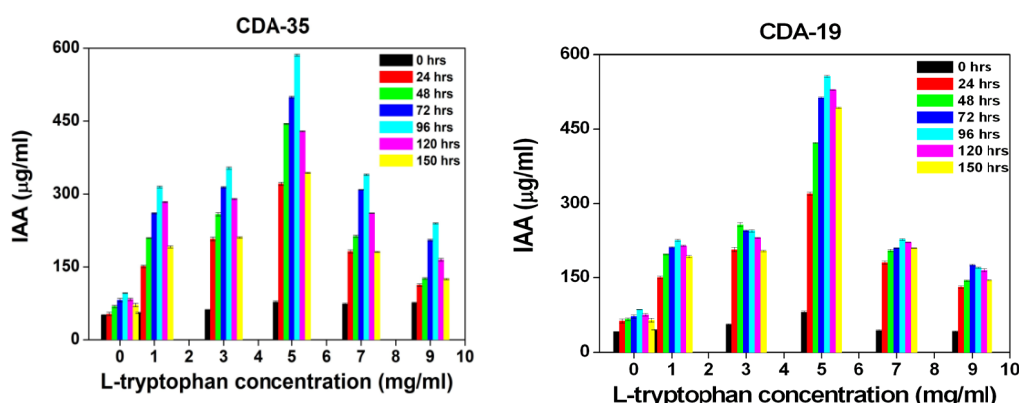 CDA-35
600
450
300
150
0
IAA (µg/ml)
0 hrs
24 hrs
48 hrs
72 hrs
96 hrs
120 hrs
150 hrs
0 1 2 3 4 5 6 7 8 9 10
L-tryptophan concentration (mg/ml)
CDA-19
600
450
300
150
0
IAA (µg/ml)
0 hrs
24 hrs
48 hrs
72 hrs
96 hrs
120 hrs
150 hrs
0 1 2 3 4 5 6 7 8 9 10
L-tryptophan concentration (mg/ml)